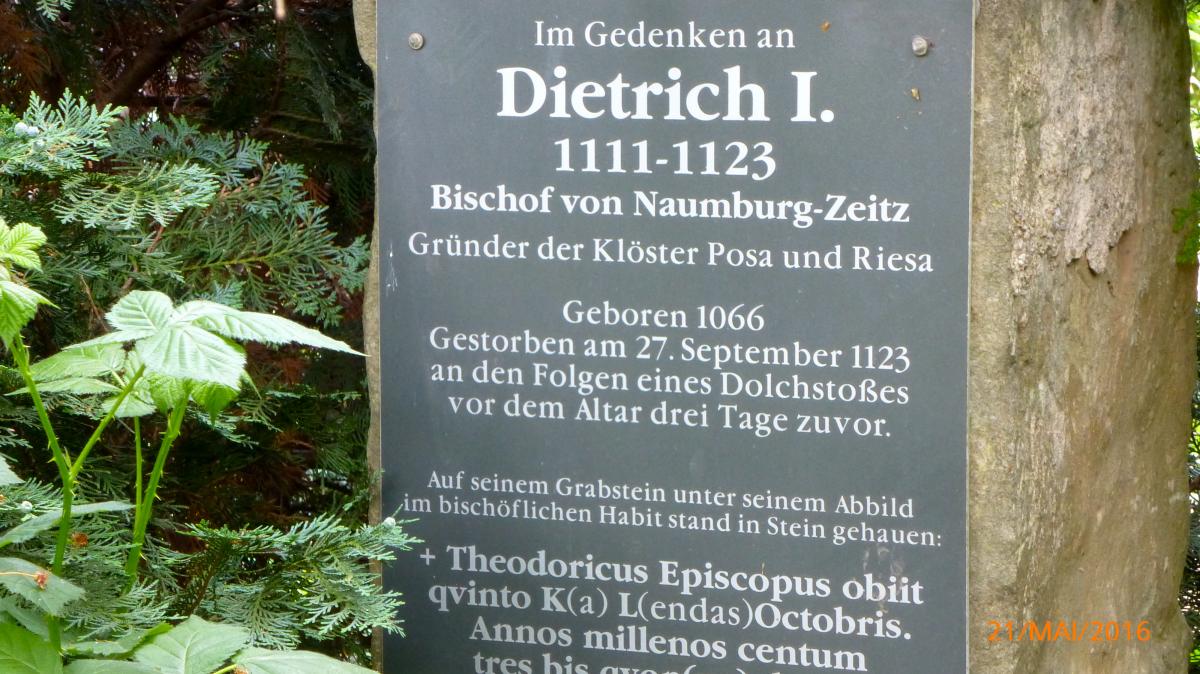 Im Gedenken an
Dietrich I.
1111-1123
Bischof von Naumburg-Zeitz
Gründer der Klöster Posa und Riesa
Geboren 1066
Gestorben am 27. September 1123
an den Folgen eines Dolchstoßes
vor dem Altar drei Tage zuvor.
Auf seinem Grabstein unter seinem Abbild
im bischöflichen Habit stand in Stein gehauen:
+ Theodoricus Episcopus obiit
qvinto K(a) L(endas)Octobris.
Annos millenos centum
tres bis
21/MAI/2016